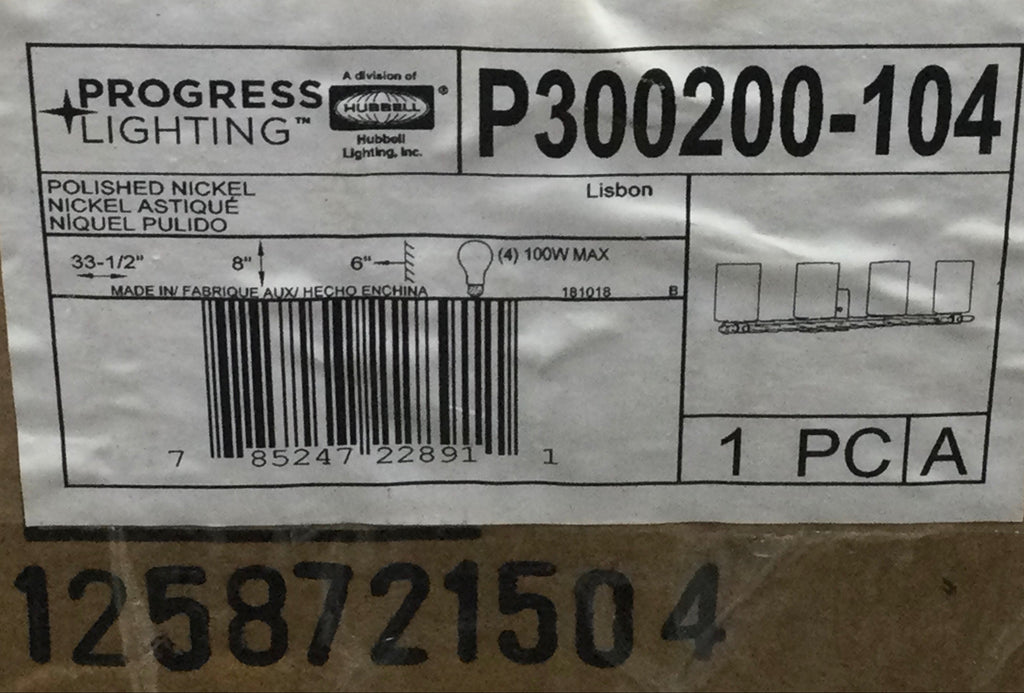 PROGRESS
LIGHTING™
A division of
HUBBELL®
Hubbell
Lighting, Inc.
P300200-104
POLISHED NICKEL
NICKEL ASTIQUÉ
NÍQUEL PULIDO
Lisbon
33-1/2" 8" 6" (4) 100W MAX
MADE IN/ FABRIQUE AUX/ HECHO ENCHINA 181018 B
7 85247 22891 1
1 PC A
1258721504